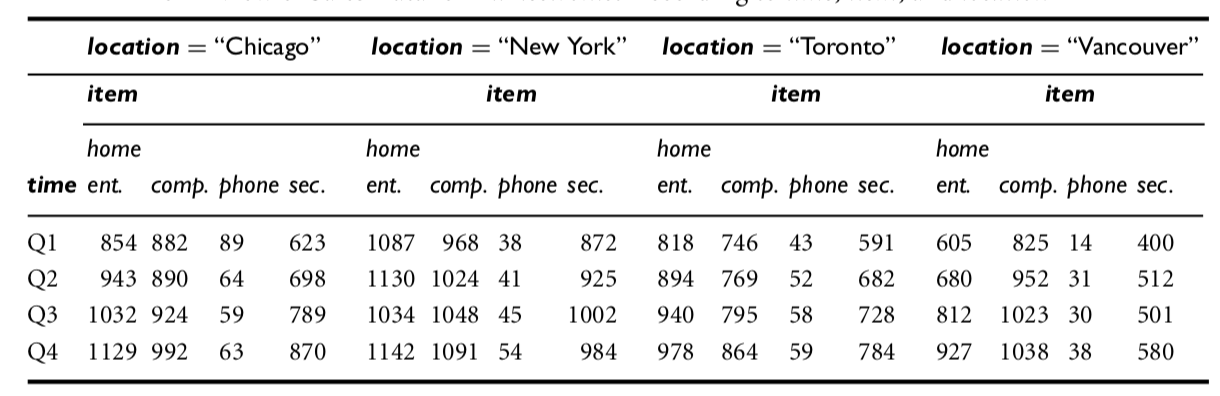 location = “Chicago” location = “New York” location = “Toronto” location = “Vancouver”
item item item item
home home home home
time ent. comp. phone sec. ent. comp. phone sec. ent. comp. phone sec. ent. comp. phone sec.
Q1 854 882 89 623 1087 968 38 872 818 746 43 591 605 825 14 400
Q2 943 890 64 698 1130 1024 41 925 894 769 52 682 680 952 31 512
Q3 1032 924 59 789 1034 1048 45 1002 940 795 58 728 812 1023 30 501
Q4 1129 992 63 870 1142 1091 54 984 978 864 59 784 927 1038 38 580